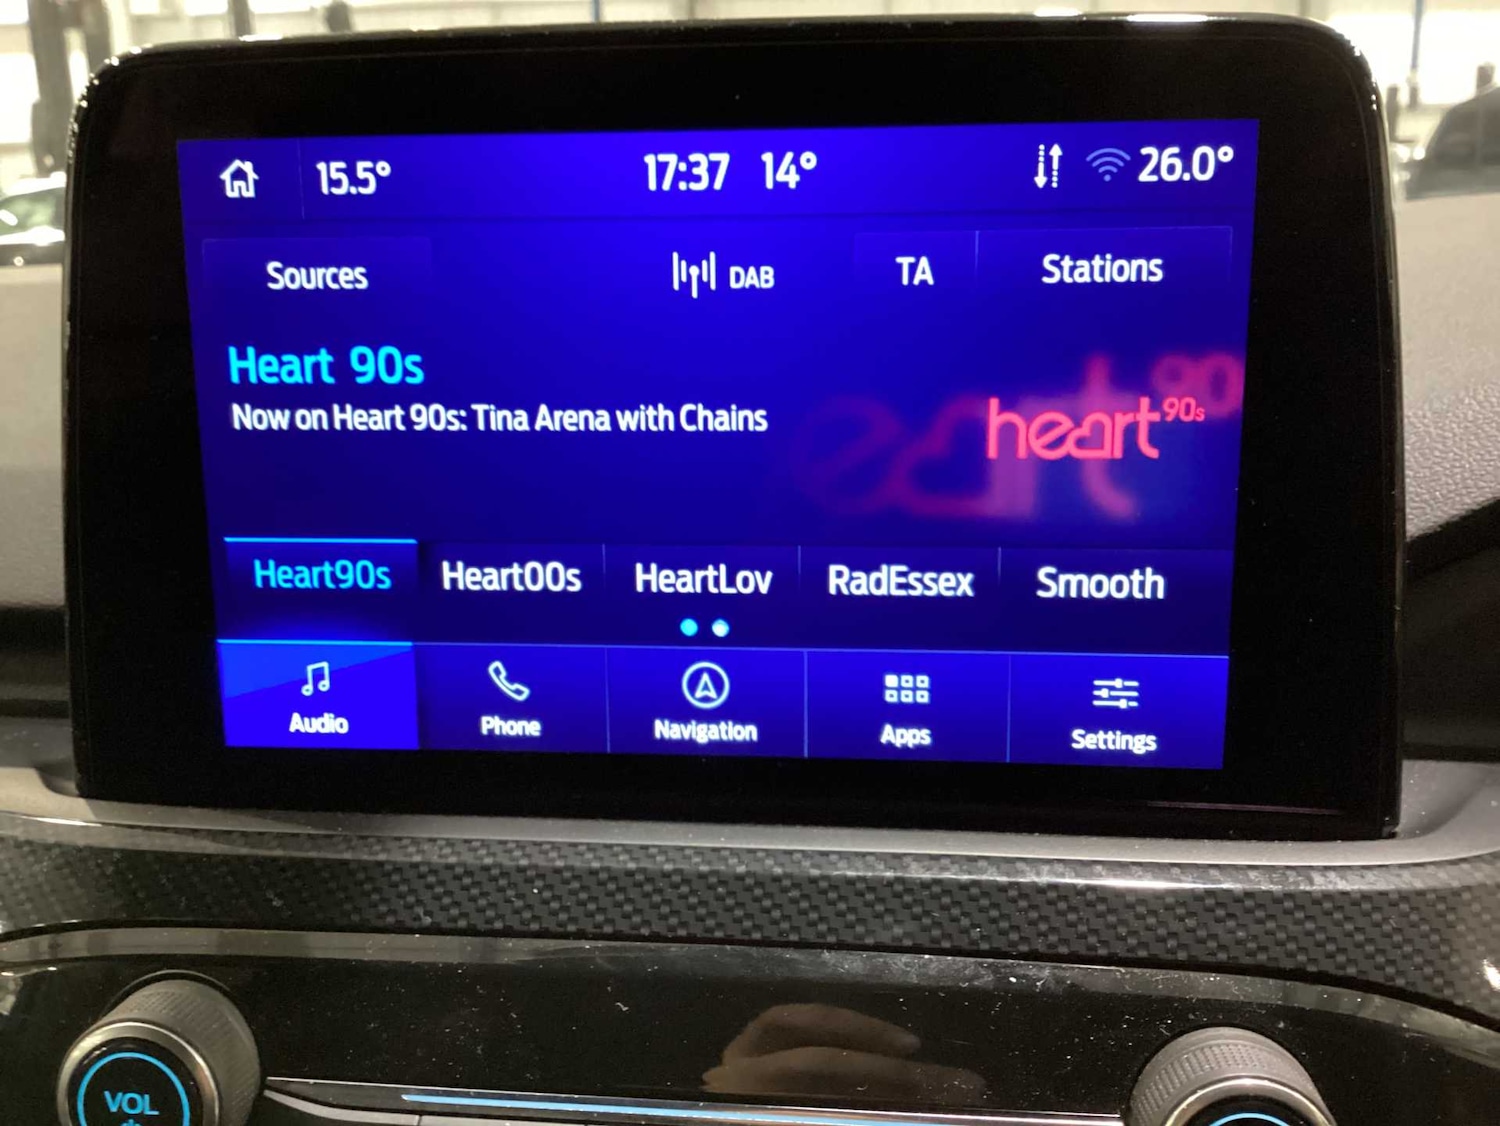 15.5° 17:37 14° 26.0°
Sources DAB TA Stations
Heart 90s
Now on Heart 90s: Tina Arena with Chains
heart 90s
Heart90s Heart00s HeartLov RadEssex Smooth
Audio Phone Navigation Apps Settings
VOL